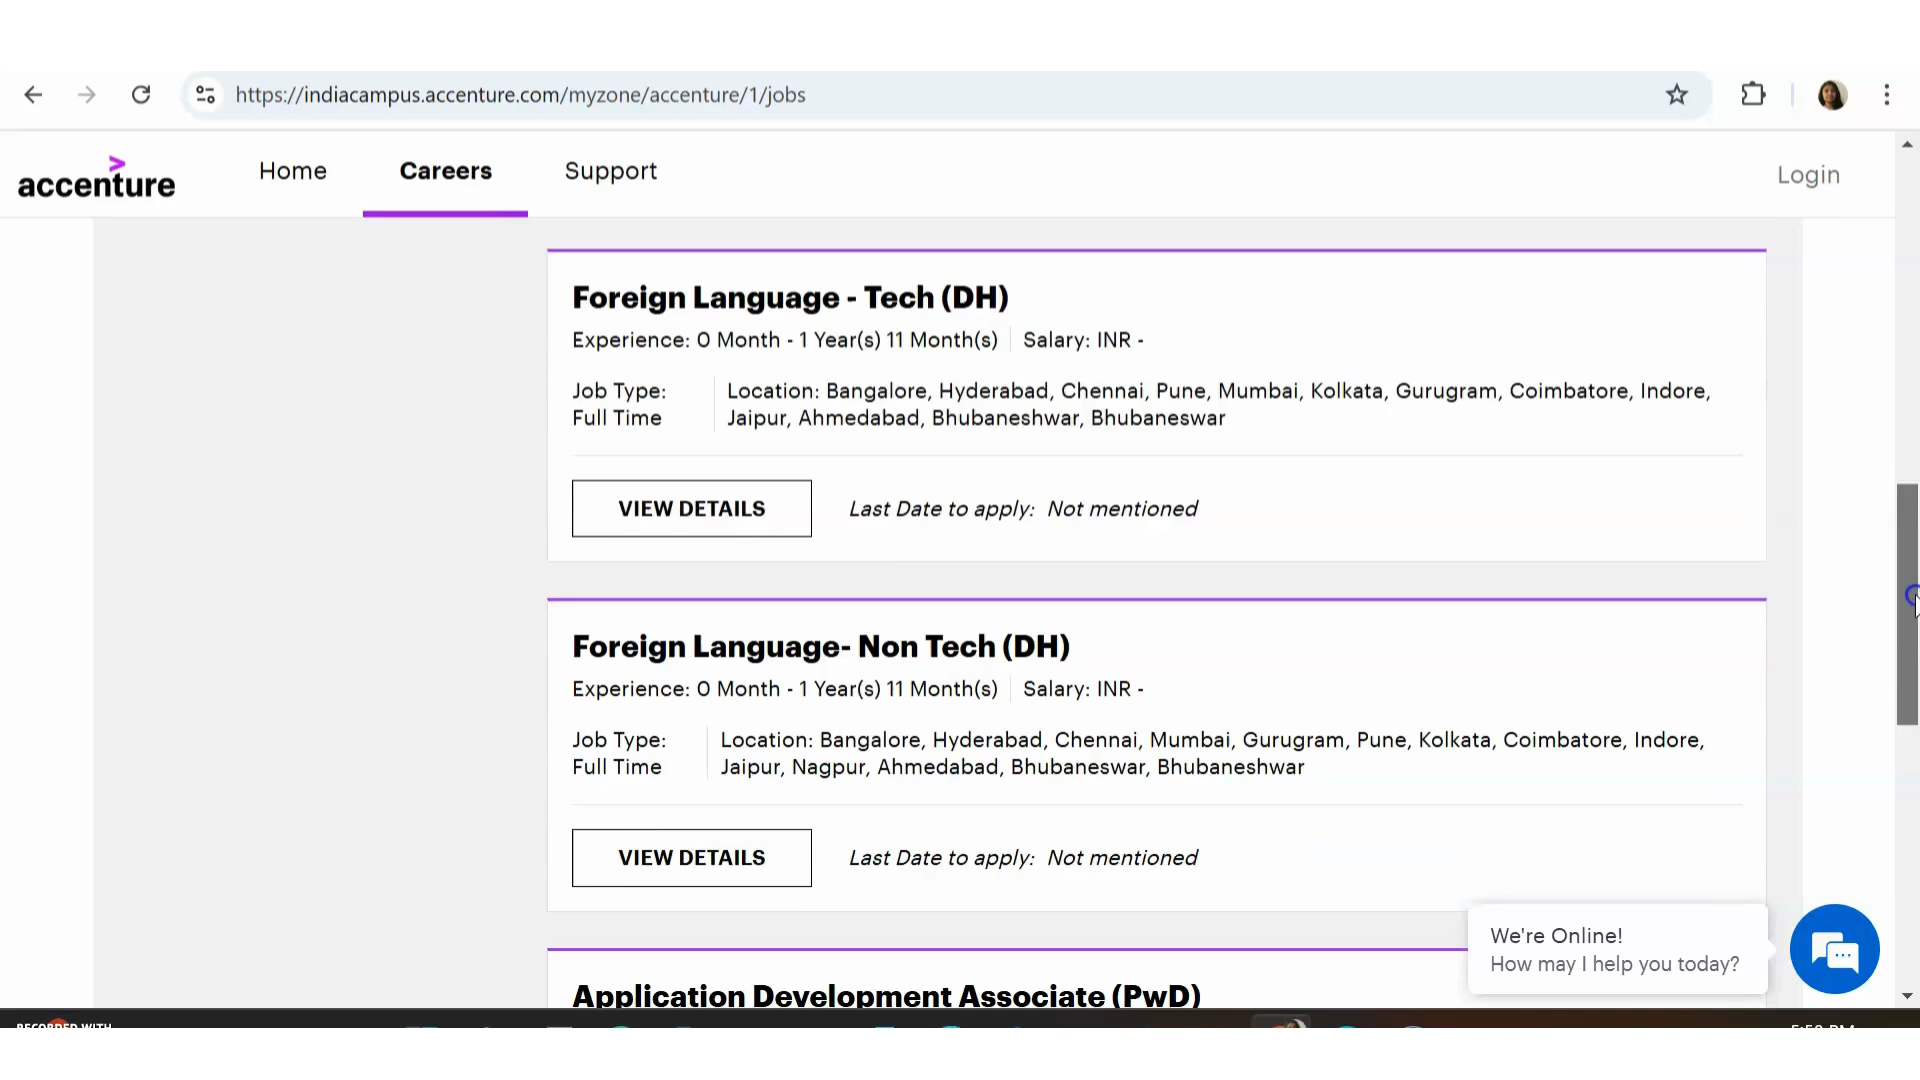 https://indiacampus.accenture.com/myzone/accenture/1/jobs
accenture
Home
Careers
Support
Login
Foreign Language - Tech (DH)
Experience: 0 Month - 1 Year(s) 11 Month(s)
Salary: INR -
Job Type:
Full Time
Location: Bangalore, Hyderabad, Chennai, Pune, Mumbai, Kolkata, Gurugram, Coimbatore, Indore,
Jaipur, Ahmedabad, Bhubaneshwar, Bhubaneswar
VIEW DETAILS
Last Date to apply: Not mentioned
Foreign Language- Non Tech (DH)
Experience: 0 Month - 1 Year(s) 11 Month(s)
Salary: INR -
Job Type:
Full Time
Location: Bangalore, Hyderabad, Chennai, Mumbai, Gurugram, Pune, Kolkata, Coimbatore, Indore,
Jaipur, Nagpur, Ahmedabad, Bhubaneswar, Bhubaneshwar
VIEW DETAILS
Last Date to apply: Not mentioned
We're Online!
How may I help you today?
Application Development Associate (PwD)
RECORDED WITH